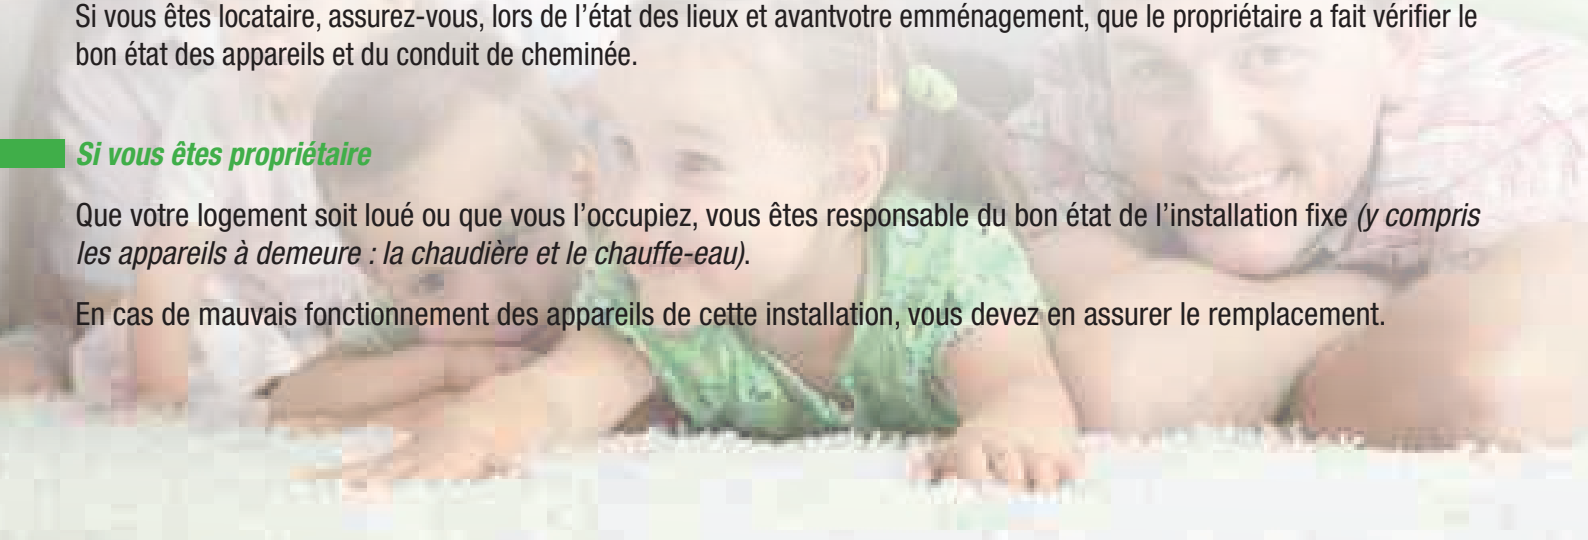 Si vous êtes locataire, assurez-vous, lors de l’état des lieux et avantvotre emménagement, que le propriétaire a fait vérifier le
bon état des appareils et du conduit de cheminée.
Si vous êtes propriétaire
Que votre logement soit loué ou que vous l’occupiez, vous êtes responsable du bon état de l’installation fixe (y compris
les appareils à demeure : la chaudière et le chauffe-eau).
En cas de mauvais fonctionnement des appareils de cette installation, vous devez en assurer le remplacement.